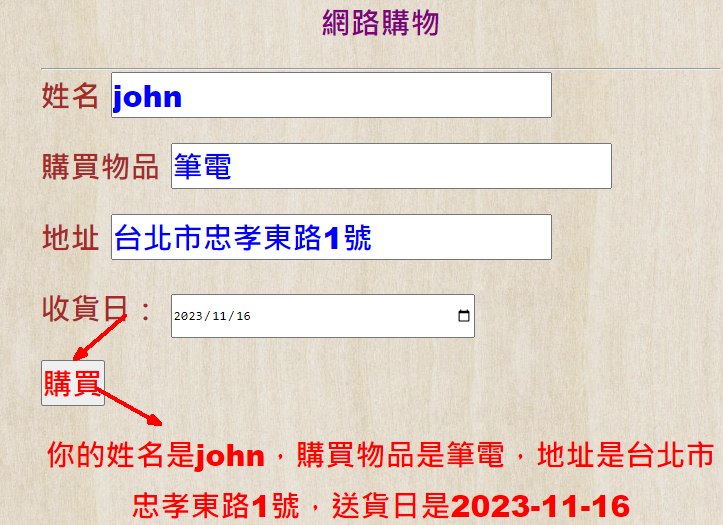 網路購物
姓名 john
購買物品 筆電
地址 台北市忠孝東路1號
收貨日： 2023/11/16
購買
你的姓名是john，購買物品是筆電，地址是台北市
忠孝東路1號，送貨日是2023-11-16